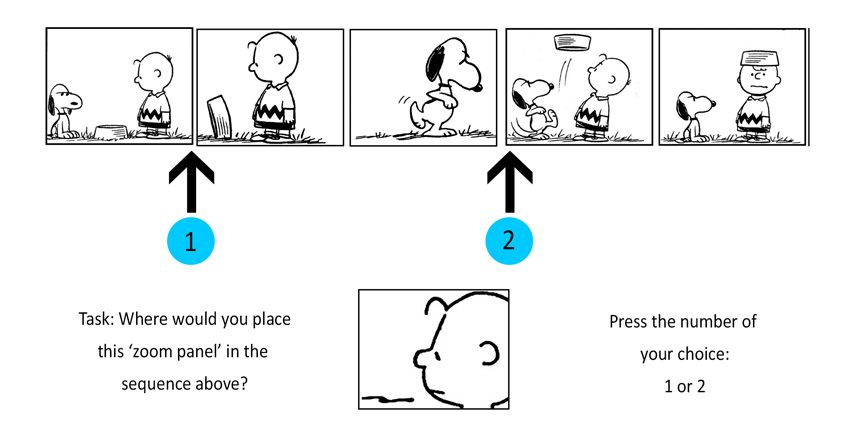 1
2
Task: Where would you place
this ‘zoom panel’ in the
sequence above?
Press the number of
your choice:
1 or 2